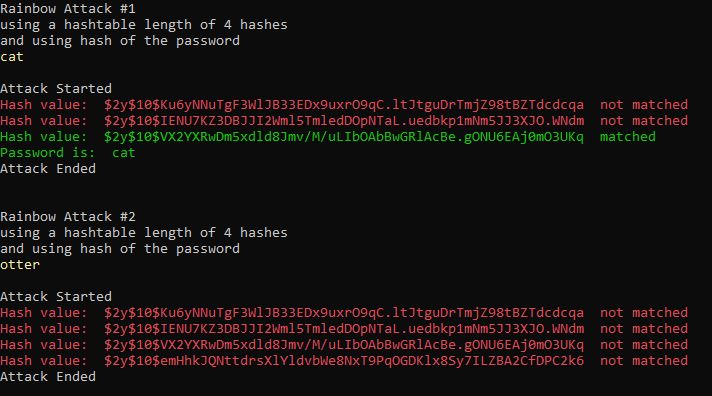 Rainbow Attack #1
using a hashtable length of 4 hashes
and using hash of the password
cat
Attack Started
Hash value:  $2y$10$Ku6yNNuTgF3WlJB33EDx9uxrO9qC.ltJtguDrTmjZ98tBZTdcdcqa  not matched
Hash value:  $2y$10$IENU7KZ3DBJJI2Wml5TmledDOpNTaL.uedbkp1mNm5JJ3XJO.WNdm  not matched
Hash value:  $2y$10$VX2YXRwDm5xdld8Jmv/M/uLIbOAbBwGRlAcBe.gONU6EAj0mO3UKq  matched
Password is:  cat
Attack Ended
Rainbow Attack #2
using a hashtable length of 4 hashes
and using hash of the password
otter
Attack Started
Hash value:  $2y$10$Ku6yNNuTgF3WlJB33EDx9uxrO9qC.ltJtguDrTmjZ98tBZTdcdcqa  not matched
Hash value:  $2y$10$IENU7KZ3DBJJI2Wml5TmledDOpNTaL.uedbkp1mNm5JJ3XJO.WNdm  not matched
Hash value:  $2y$10$VX2YXRwDm5xdld8Jmv/M/uLIbOAbBwGRlAcBe.gONU6EAj0mO3UKq  not matched
Hash value:  $2y$10$emHhkJQNttdrsXlYldvbWe8NxT9PqOGDKlx8Sy7ILZBA2CfDPC2k6  not matched
Attack Ended